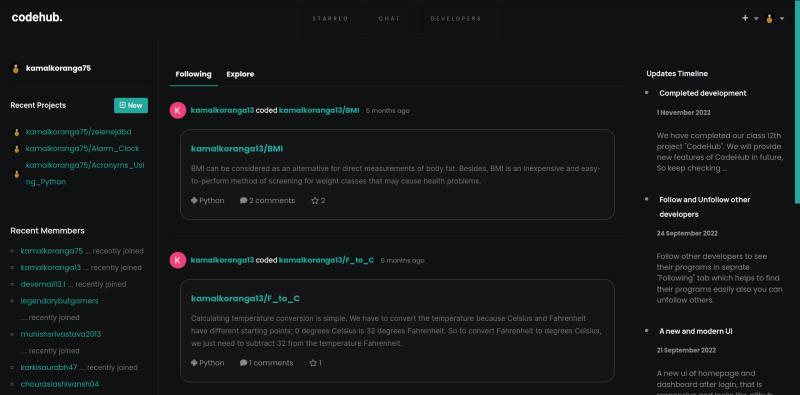 codehub.
STARRED CHAT DEVELOPERS
kamalkoranga75
Recent Projects
New
kamalkoranga75/zelenejdbd
kamalkoranga75/Alarm_Clock
kamalkoranga75/Acronyms_Usi
ng_Python
Recent Memmbers
kamalkoranga75 ... recently joined
kamalkoranga13 ... recently joined
devemail13.1 ... recently joined
legendarybutgamers
... recently joined
munishsrivastava2013
... recently joined
karkisaurabh47 ... recently joined
chourasiashivansh04
Following Explore
K kamalkoranga13 coded kamalkoranga13/BMI 5 months ago
kamalkoranga13/BMI
BMI can be considered as an alternative for direct measurements of body fat. Besides, BMI is an inexpensive and easy-
to-perform method of screening for weight classes that may cause health problems.
Python 2 comments 2
K kamalkoranga13 coded kamalkoranga13/F_to_C 5 months ago
kamalkoranga13/F_to_C
Calculating temperature conversion is simple. We have to convert the temperature because Celsius and Fahrenheit
have different starting points; 0 degrees Celsius is 32 degrees Fahrenheit. So to convert Fahrenheit to degrees Celsius,
we just need to subtract 32 from the temperature Fahrenheit.
Python 1 comments 1
Updates Timeline
Completed development
1 November 2022
We have completed our class 12th
project "CodeHub". We will provide
new features of CodeHub in future,
So keep checking ...
Follow and Unfollow other
developers
24 September 2022
Follow other developers to see
their programs in seprate
"Following" tab which helps to find
their programs easily also you can
unfollow others.
A new and modern UI
21 September 2022
A new ui of homepage and
dashboard after login, that is